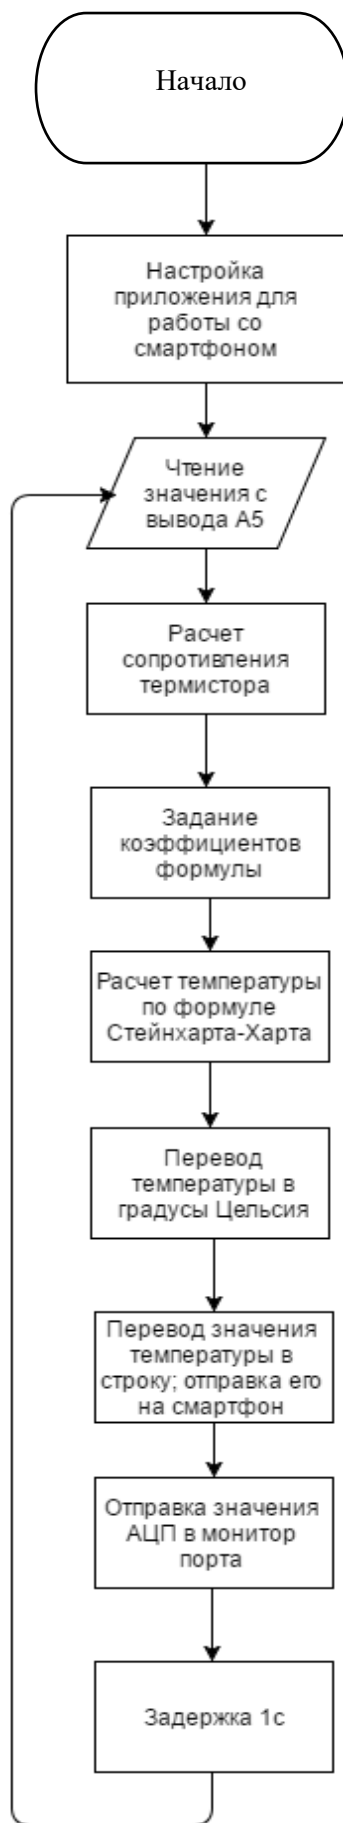 Начало
Настройка
приложения для
работы со
смартфоном
Чтение
значения с
вывода А5
Расчет
сопротивления
термистора
Задание
коэффициентов
формулы
Расчет температуры
по формуле
Стейнхарта-Харта
Перевод
температуры в
градусы Цельсия
Перевод значения
температуры в
строку; отправка его
на смартфон
Отправка значения
АЦП в монитор
порта
Задержка 1с